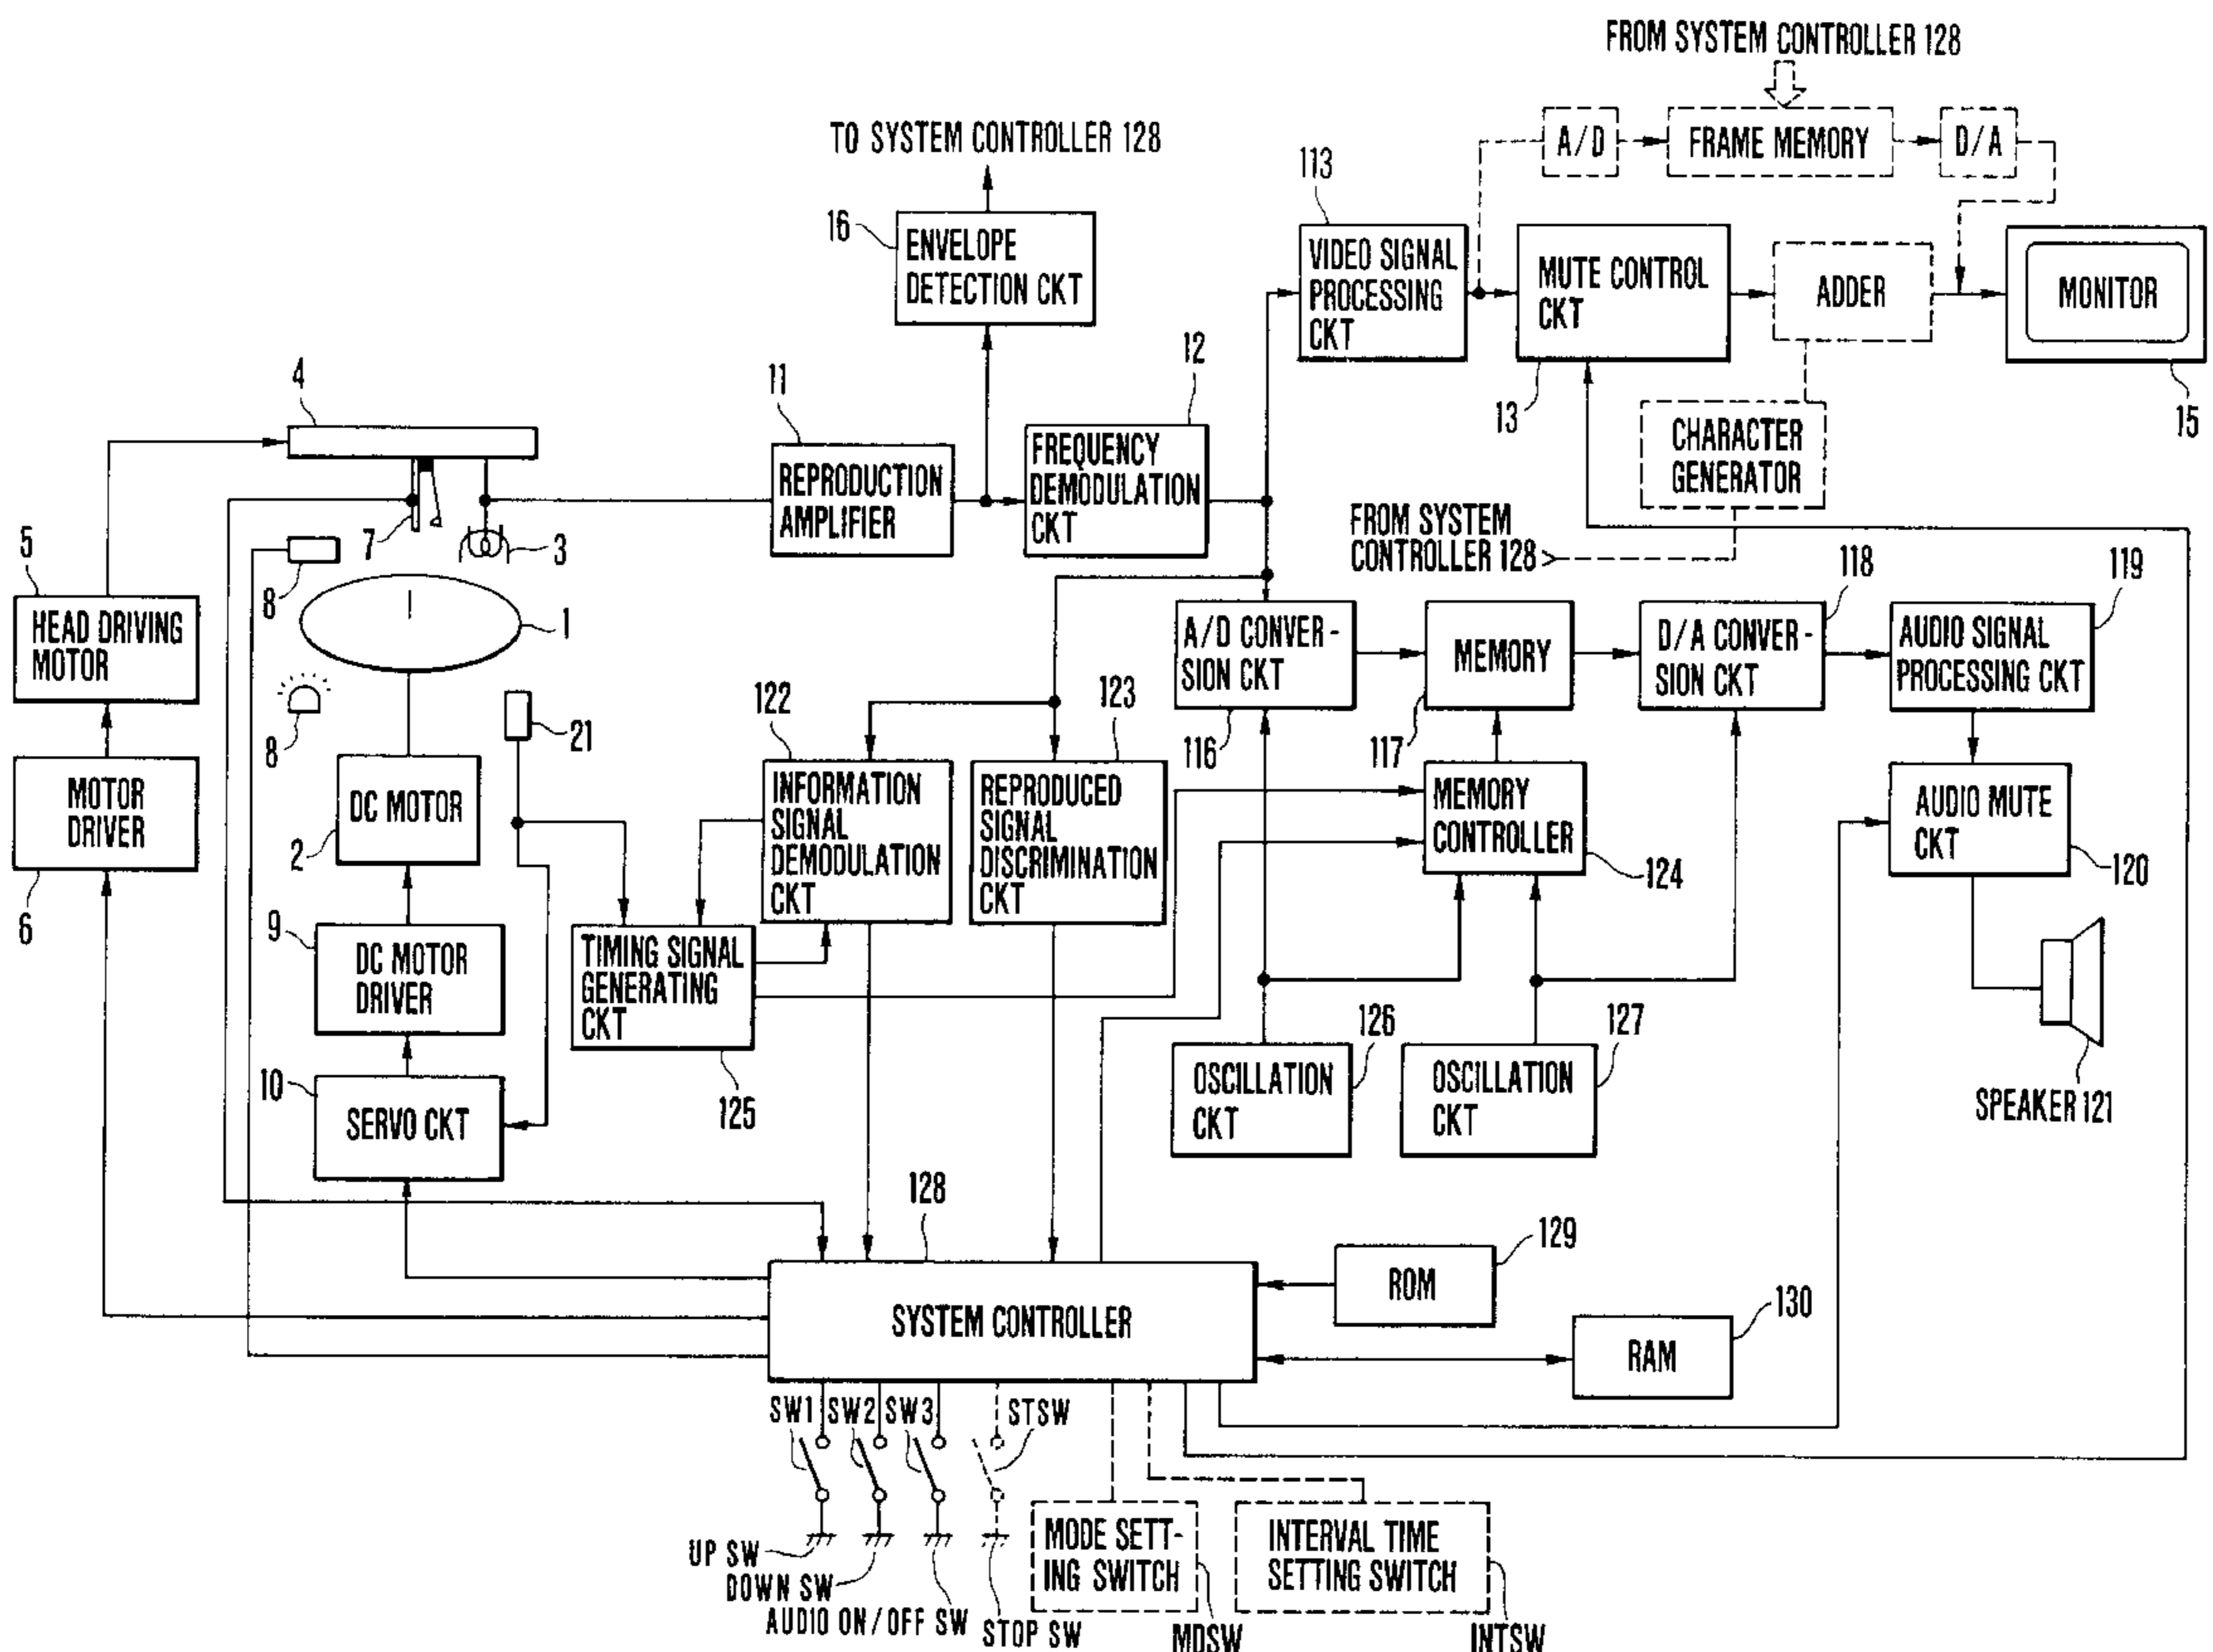 FROM SYSTEM CONTROLLER 128
TO SYSTEM CONTROLLER 128
A/D
FRAME MEMORY
D/A
113
16
ENVELOPE
DETECTION CKT
VIDEO SIGNAL
PROCESSING
CKT
MUTE CONTROL
CKT
ADDER
MONITOR
4
11
12
13
15
CHARACTER
GENERATOR
REPRODUCTION
AMPLIFIER
FREQUENCY
DEMODULATION
CKT
FROM SYSTEM
CONTROLLER 128
7
3
5
8
1
118
119
HEAD DRIVING
MOTOR
A/D CONVER-
SION CKT
MEMORY
D/A CONVER-
SION CKT
AUDIO SIGNAL
PROCESSING CKT
8
21
122
123
116
117
MOTOR
DRIVER
DC MOTOR
2
INFORMATION
SIGNAL
DEMODULATION
CKT
REPRODUCED
SIGNAL
DISCRIMINATION
CKT
MEMORY
CONTROLLER
124
AUDIO MUTE
CKT
120
6
9
DC MOTOR
DRIVER
TIMING SIGNAL
GENERATING
CKT
125
126
127
OSCILLATION
CKT
OSCILLATION
CKT
SPEAKER 121
10
SERVO CKT
128
129
ROM
SYSTEM CONTROLLER
130
RAM
SW1
SW2
SW3
STSW
UP SW
DOWN SW
AUDIO ON/OFF SW
STOP SW
MODE SETT-
ING SWITCH
MDSW
INTERVAL TIME
SETTING SWITCH
INTSW